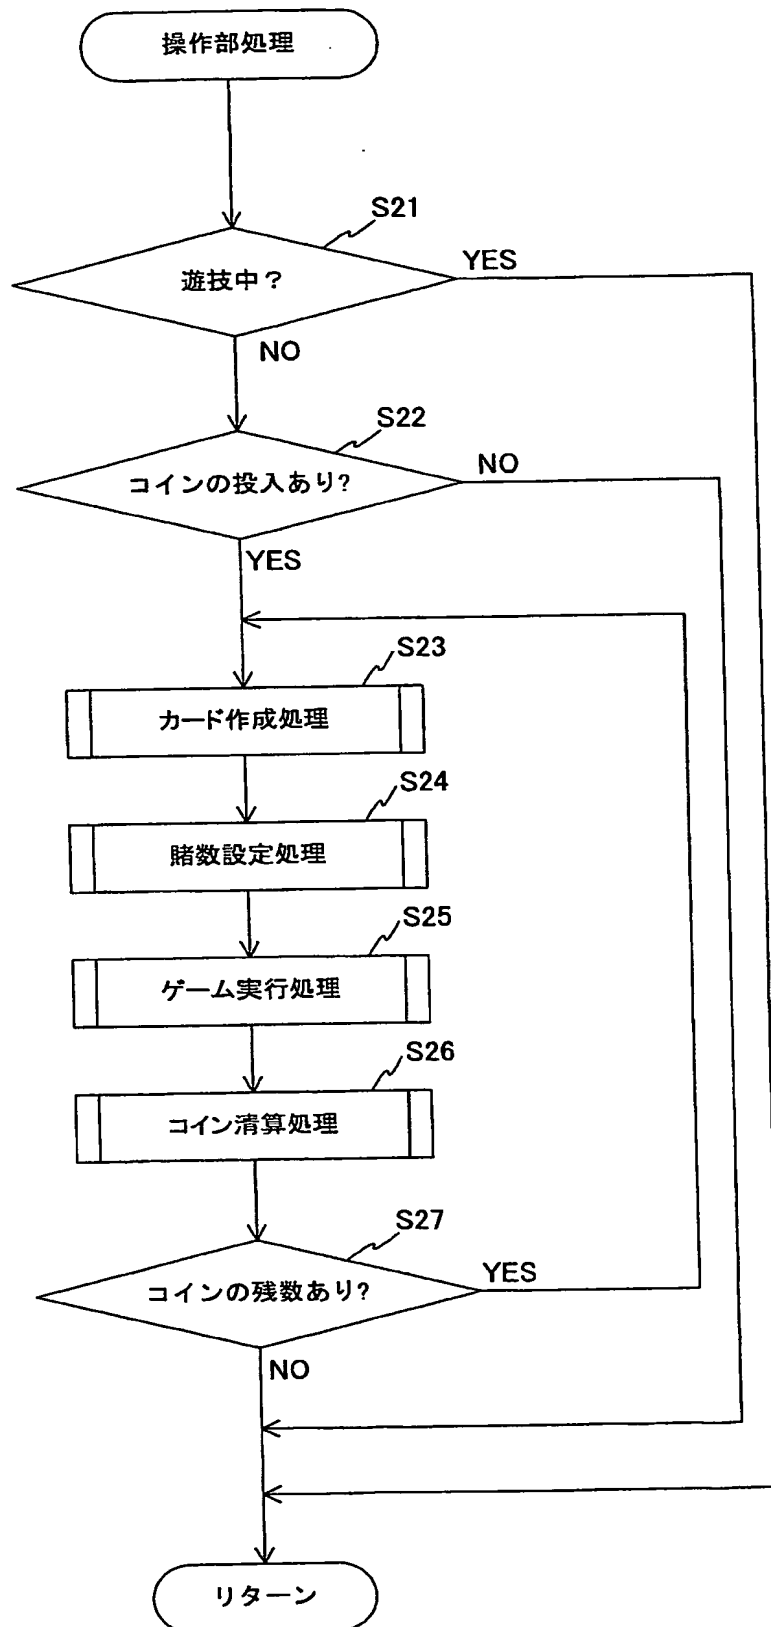 操作部処理
S21
遊技中?
YES
NO
S22
コインの投入あり?
NO
YES
S23
カード作成処理
S24
賭数設定処理
S25
ゲーム実行処理
S26
コイン清算処理
S27
コインの残数あり?
YES
NO
リターン